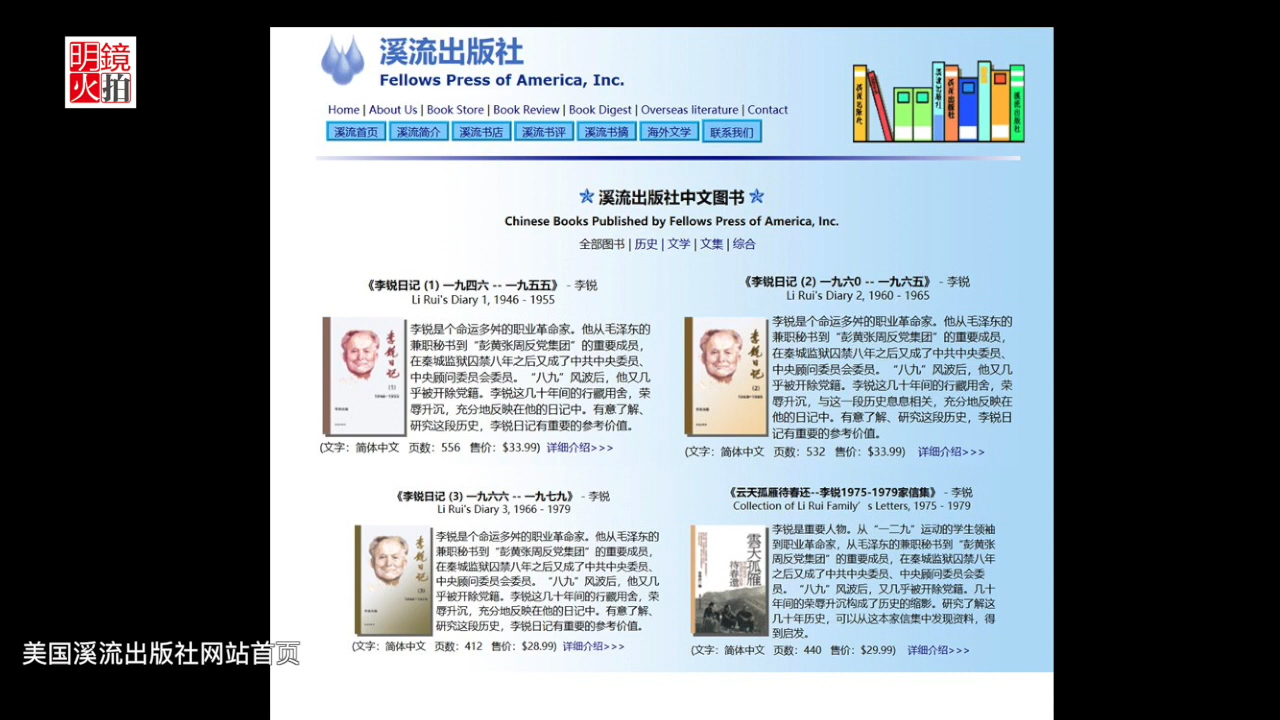 明鏡
火拍
溪流出版社
Fellows Press of America, Inc.
Home | About Us | Book Store | Book Review | Book Digest | Overseas literature | Contact
溪流首页 溪流简介 溪流书店 溪流书评 溪流书摘 海外文学 联系我们
溪流出版社中文图书
Chinese Books Published by Fellows Press of America, Inc.
全部图书 | 历史 | 文学 | 文集 | 综合
《李锐日记 (1) 一九四六 -- 一九五五》 - 李锐
Li Rui's Diary 1, 1946 - 1955
李锐是个命运多舛的职业革命家。他从毛泽东的
兼职秘书到“彭黄张周反党集团”的重要成员,
在秦城监狱囚禁八年之后又成了中共中央委员、
中央顾问委员会委员。“八九”风波后,他又几
乎被开除党籍。李锐这几十年间的行藏用舍,荣
辱升沉,充分地反映在他的日记中。有意了解、
研究这段历史,李锐日记有重要的参考价值。
(文字:简体中文 页数:556 售价:$33.99) 详细介绍>>>
李锐日记
(1)
1946-1955
《李锐日记 (2) 一九六0 -- 一九六五》 - 李锐
Li Rui's Diary 2, 1960 - 1965
李锐是个命运多舛的职业革命家。他从毛泽东的
兼职秘书到“彭黄张周反党集团”的重要成员,
在秦城监狱囚禁八年之后又成了中共中央委员、
中央顾问委员会委员。“八九”风波后,他又几
乎被开除党籍。李锐这几十年间的行藏用舍,荣
辱升沉,与这一段历史息息相关,充分地反映在
他的日记中。有意了解、研究这段历史,李锐日
记有重要的参考价值。
(文字:简体中文 页数:532 售价:$33.99) 详细介绍>>>
李锐日记
(2)
《李锐日记 (3) 一九六六 -- 一九七九》 - 李锐
Li Rui's Diary 3, 1966 - 1979
李锐是个命运多舛的职业革命家。他从毛泽东的
兼职秘书到“彭黄张周反党集团”的重要成员,
在秦城监狱囚禁八年之后又成了中共中央委员、
中央顾问委员会委员。“八九”风波后,他又几
乎被开除党籍。李锐这几十年间的行藏用舍,荣
辱升沉,充分地反映在他的日记中。有意了解、
研究这段历史,李锐日记有重要的参考价值。
(文字:简体中文 页数:412 售价:$28.99) 详细介绍>>>
李锐日记
(3)
《云天孤雁待春还--李锐1975-1979家信集》 - 李锐
Collection of Li Rui Family’s Letters, 1975 - 1979
李锐是重要人物。从“一二九”运动的学生领袖
到职业革命家,从毛泽东的兼职秘书到“彭黄张
周反党集团”的重要成员,在秦城监狱囚禁八年
之后又成了中共中央委员、中央顾问委员会委
员。“八九”风波后,又几乎被开除党籍。几十
年间的荣辱升沉构成了历史的缩影。研究了解这
几十年历史,可以从这本家信集中发现资料,得
到启发。
(文字:简体中文 页数:440 售价:$29.99) 详细介绍>>>
雲天孤雁
待春還
美国溪流出版社网站首页